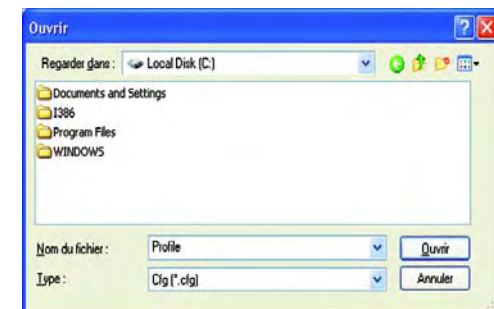 Ouvrir
Regarder dans :
Local Disk (C:)
Documents and Settings
I386
Program Files
WINDOWS
Nom du fichier :
Profile
Ouvrir
Type :
Cfg (*.cfg)
Annuler